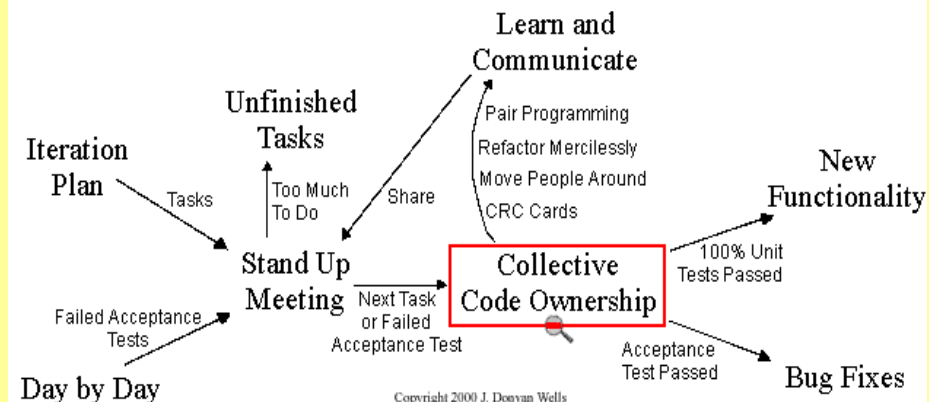 Learn and
Communicate
Unfinished
Tasks
Pair Programming
Refactor Mercilessly
Move People Around
CRC Cards
Iteration
Plan
Tasks
Too Much
To Do
Share
New
Functionality
100% Unit
Tests Passed
Stand Up
Meeting
Next Task
or Failed
Acceptance Test
Collective
Code Ownership
Failed Acceptance
Tests
Day by Day
Acceptance
Test Passed
Bug Fixes
Copyright 2000 J. Donvan Wells